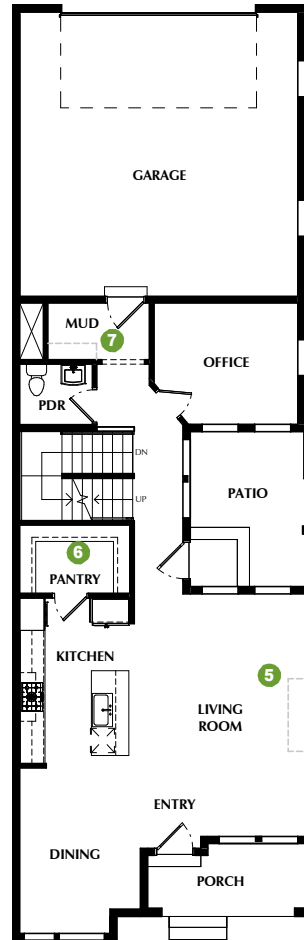 GARAGE
MUD
7
OFFICE
PDR
DN
UP
PATIO
6
PANTRY
KITCHEN
5
LIVING
ROOM
ENTRY
DINING
PORCH